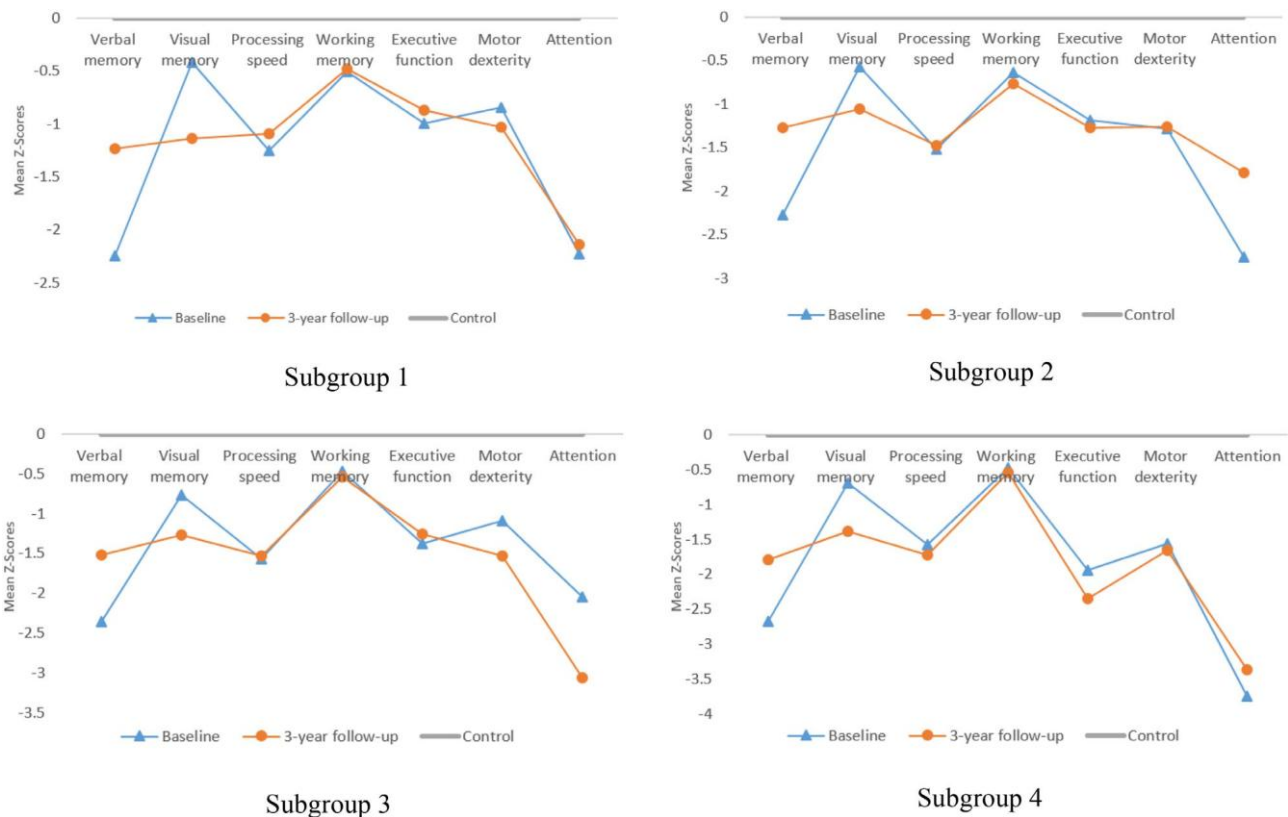 0
Verbal memory
Visual memory
Processing speed
Working memory
Executive function
Motor dexterity
Attention
-0.5
-1
-1.5
-2
-2.5
Mean Z-Scores
Baseline
3-year follow-up
Control
Subgroup 1
0
Verbal memory
Visual memory
Processing speed
Working memory
Executive function
Motor dexterity
Attention
-0.5
-1
-1.5
-2
-2.5
-3
Mean Z-Scores
Baseline
3-year follow-up
Control
Subgroup 2
0
Verbal memory
Visual memory
Processing speed
Working memory
Executive function
Motor dexterity
Attention
-0.5
-1
-1.5
-2
-2.5
-3
-3.5
Mean Z-Scores
Baseline
3-year follow-up
Control
Subgroup 3
0
Verbal memory
Visual memory
Processing speed
Working memory
Executive function
Motor dexterity
Attention
-0.5
-1
-1.5
-2
-2.5
-3
-3.5
-4
Mean Z-Scores
Baseline
3-year follow-up
Control
Subgroup 4